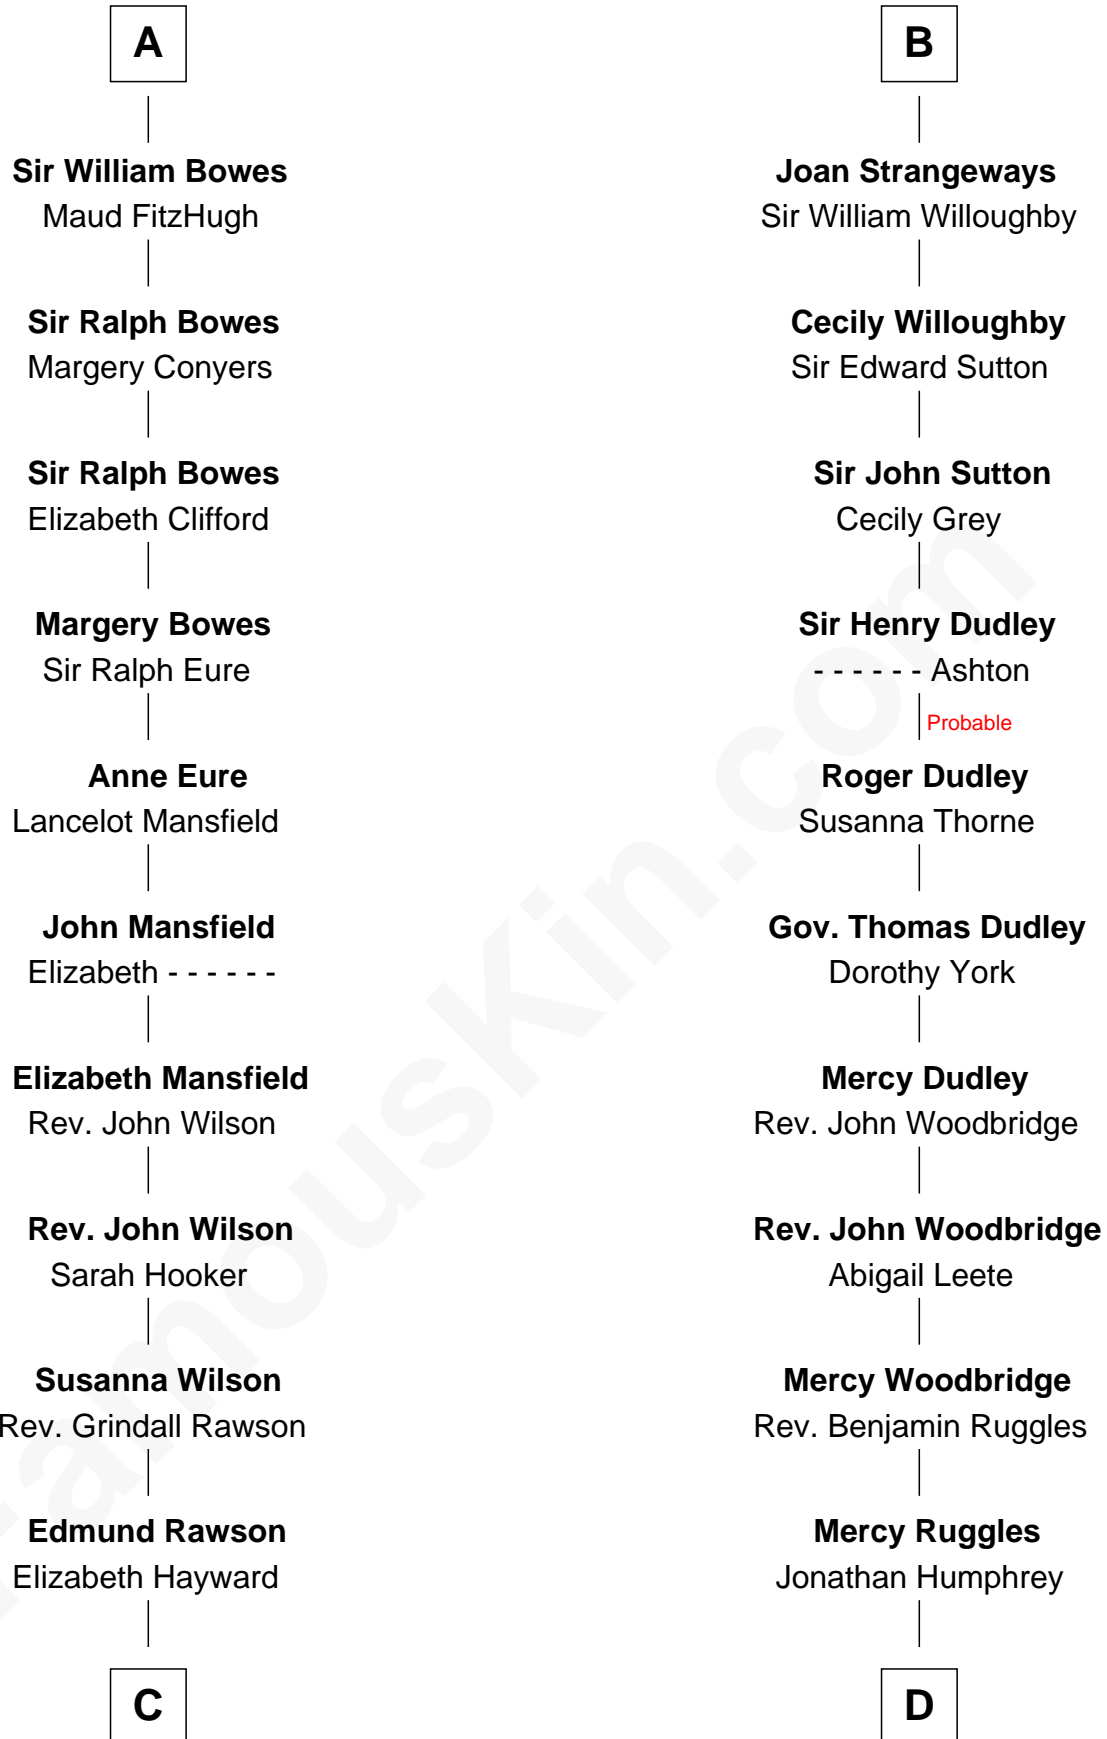 A
Sir William Bowes
Maud FitzHugh
Sir Ralph Bowes
Margery Conyers
Sir Ralph Bowes
Elizabeth Clifford
Margery Bowes
Sir Ralph Eure
Anne Eure
Lancelot Mansfield
John Mansfield
Elizabeth - - - - - -
Elizabeth Mansfield
Rev. John Wilson
Rev. John Wilson
Sarah Hooker
Susanna Wilson
Rev. Grindall Rawson
Edmund Rawson
Elizabeth Hayward
C
B
Joan Strangeways
Sir William Willoughby
Cecily Willoughby
Sir Edward Sutton
Sir John Sutton
Cecily Grey
Sir Henry Dudley
- - - - - - Ashton
Probable
Roger Dudley
Susanna Thorne
Gov. Thomas Dudley
Dorothy York
Mercy Dudley
Rev. John Woodbridge
Rev. John Woodbridge
Abigail Leete
Mercy Woodbridge
Rev. Benjamin Ruggles
Mercy Ruggles
Jonathan Humphrey
D
FamousKin.com